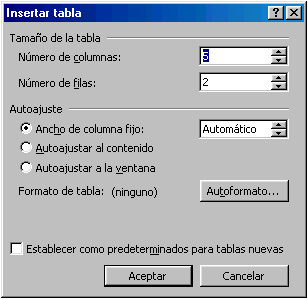 Insertar tabla
Tamaño de la tabla
Número de columnas: 5
Número de filas: 2
Autoajuste
Ancho de columna fijo: Automático
Autoajustar al contenido
Autoajustar a la ventana
Formato de tabla: (ninguno) Autoformato...
Establecer como predeterminados para tablas nuevas
Aceptar Cancelar